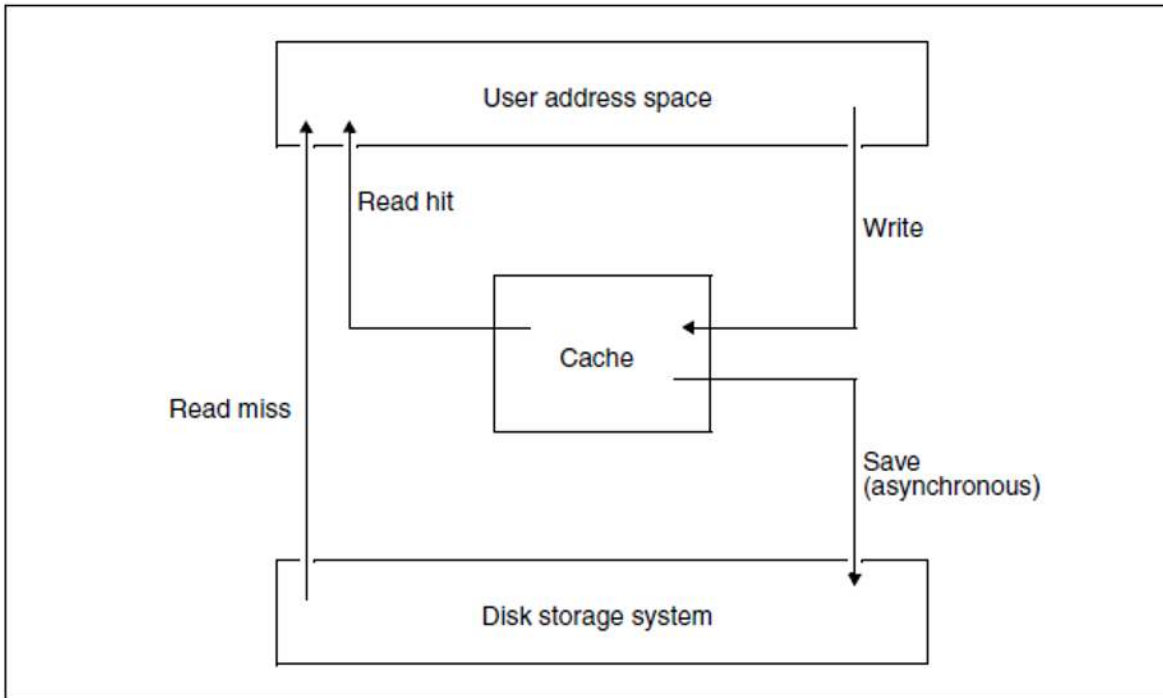 User address space
Read hit
Write
Cache
Read miss
Save
(asynchronous)
Disk storage system